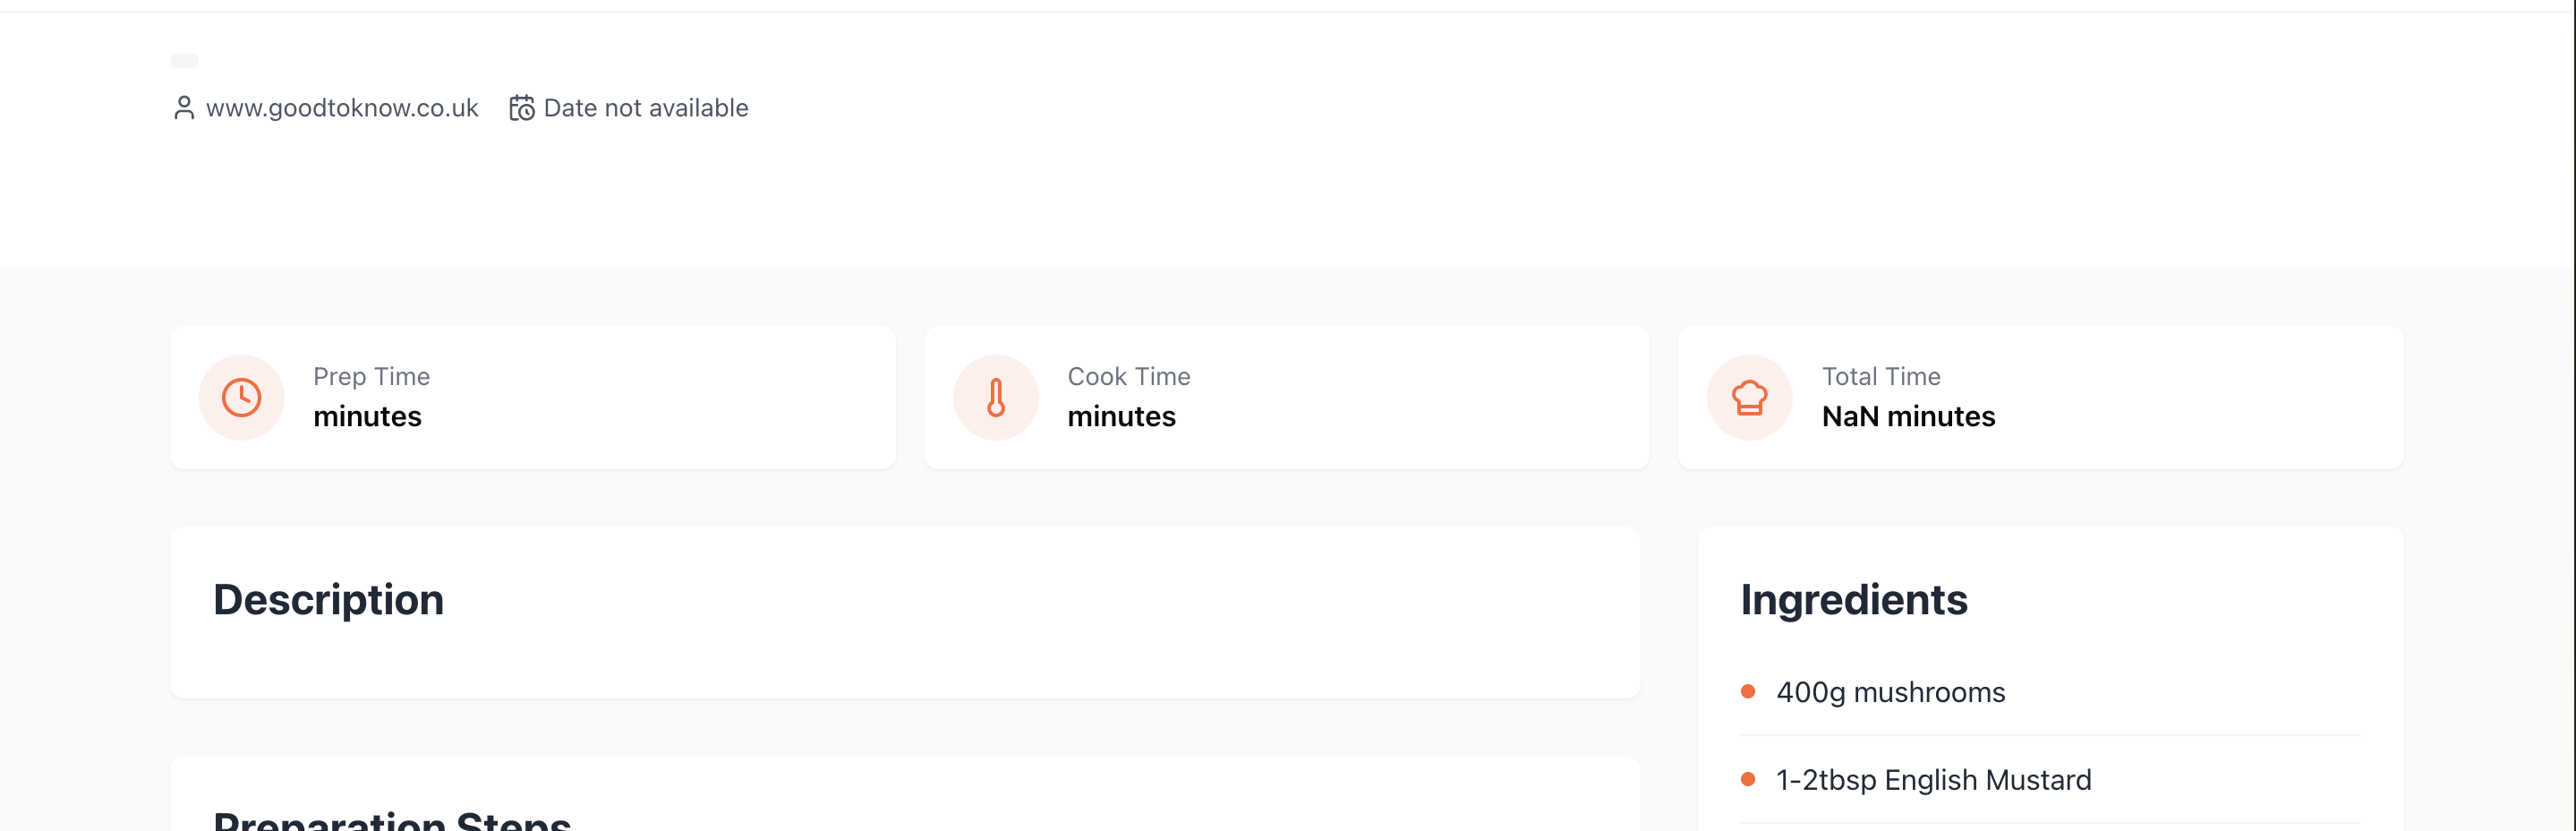 www.goodtoknow.co.uk Date not available
Prep Time
minutes
Cook Time
minutes
Total Time
NaN minutes
Description
Preparation Steps
Ingredients
400g mushrooms
1-2tbsp English Mustard